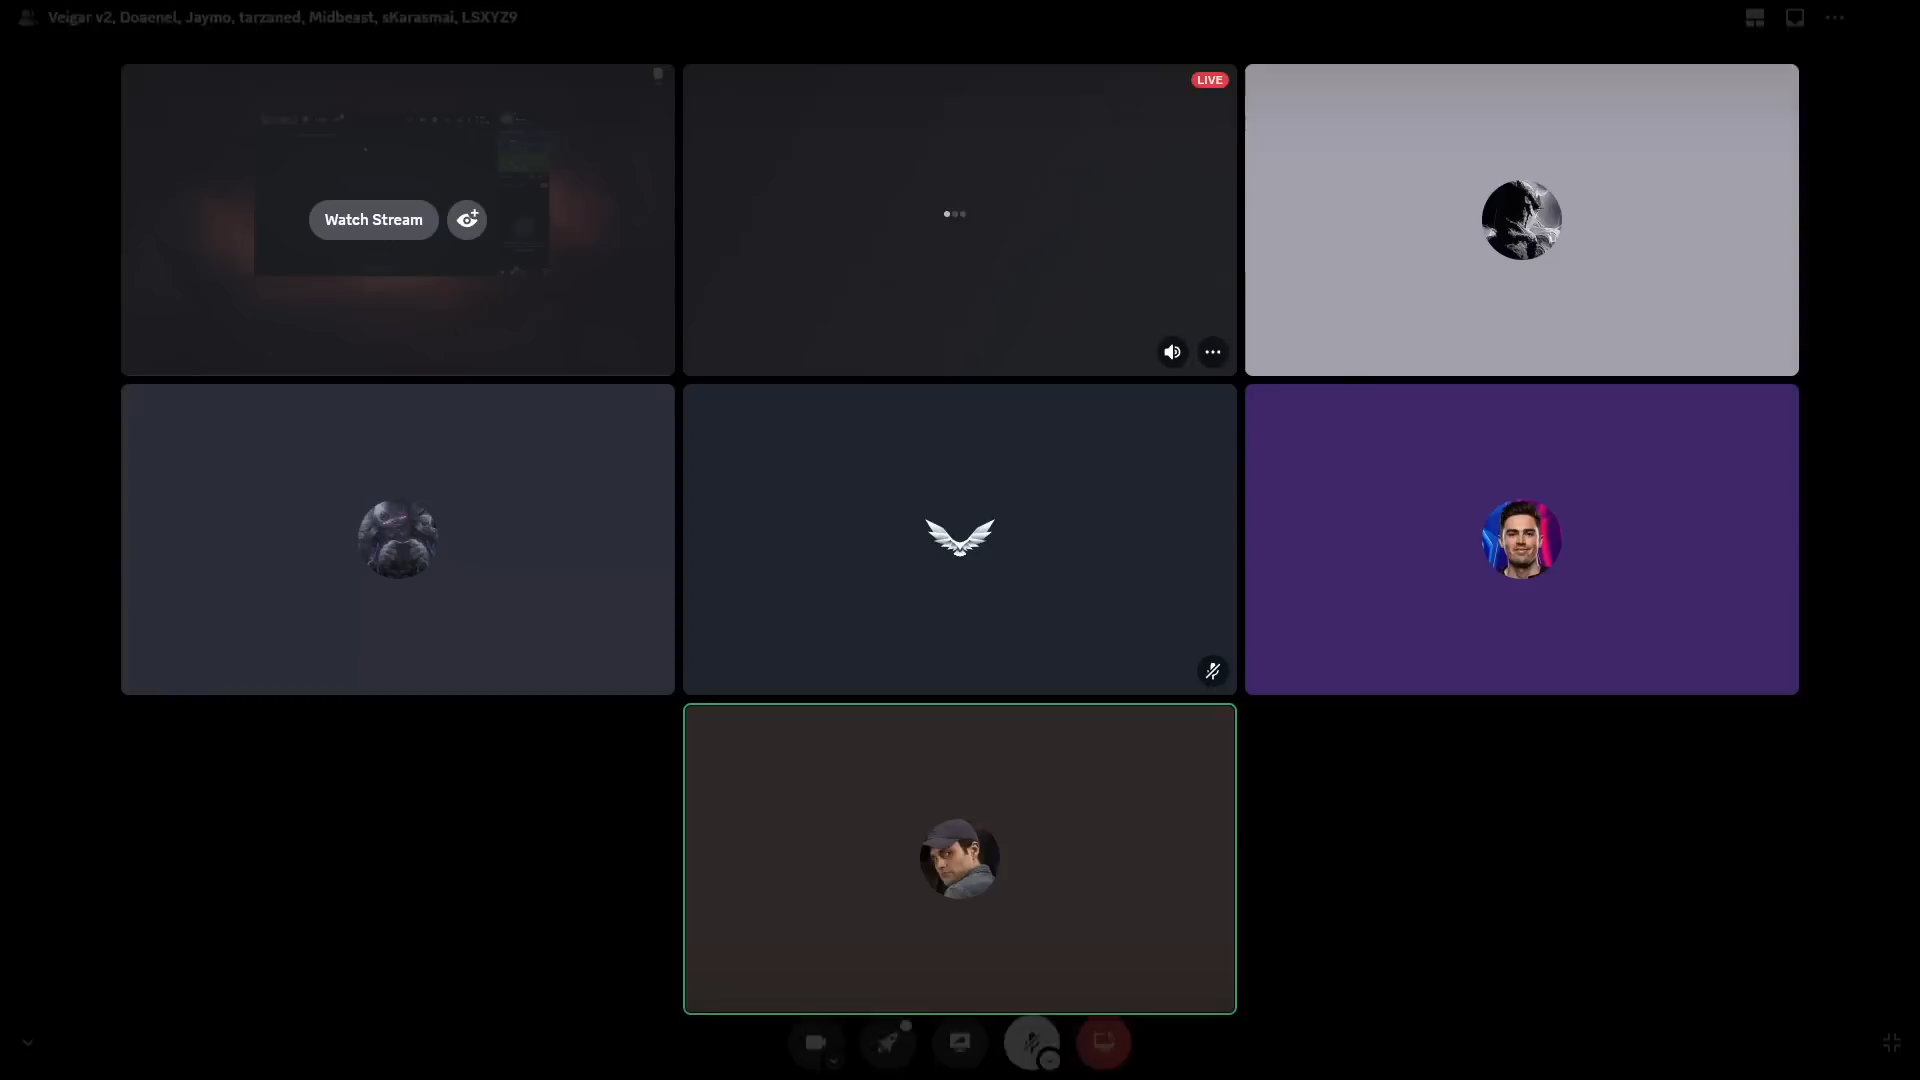 Veigar v2, Doaenel, Jaymo, tarzaned, Midbeast, sKarasmai, LSXYZ9
LIVE
Watch Stream